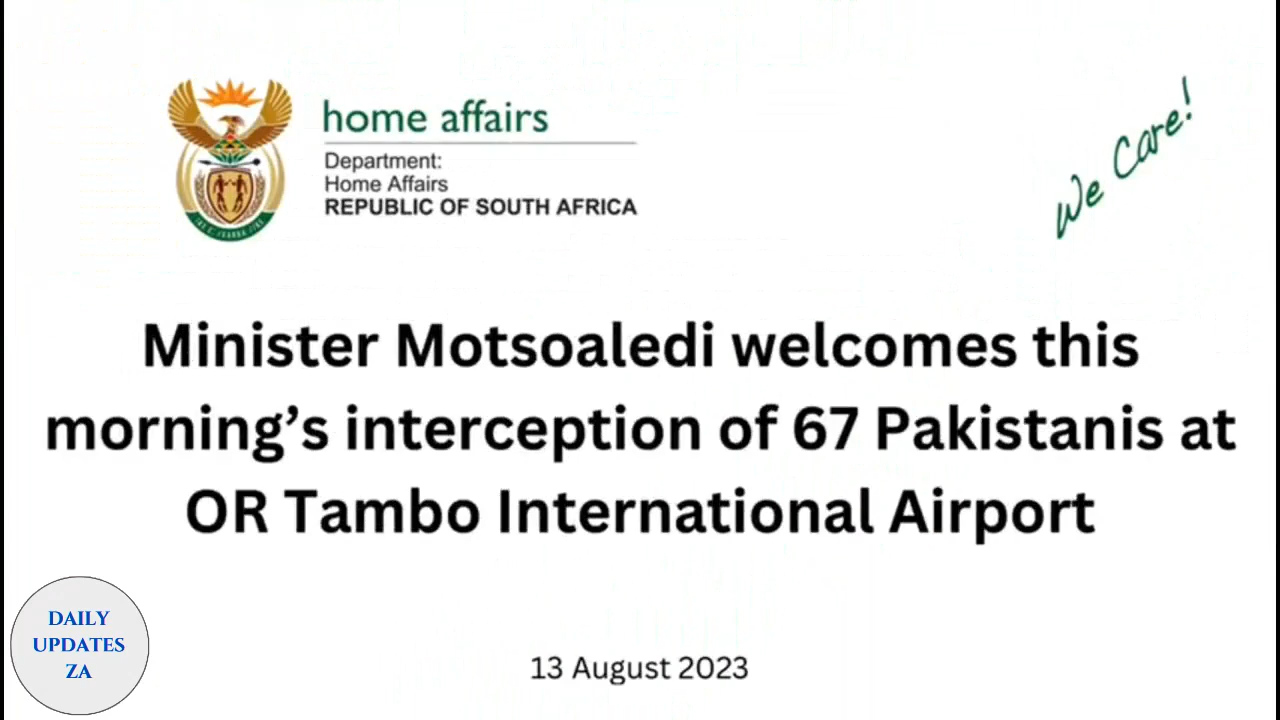 home affairs
Department:
Home Affairs
REPUBLIC OF SOUTH AFRICA
We Care!
Minister Motsoaledi welcomes this
morning’s interception of 67 Pakistanis at
OR Tambo International Airport
DAILY
UPDATES
ZA
13 August 2023